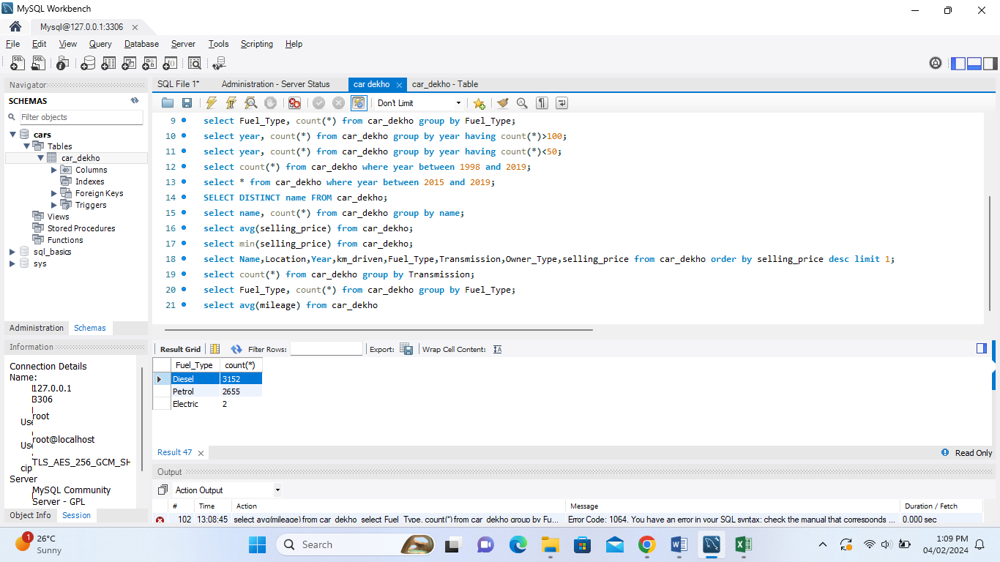 MySQL Workbench
Mysql@127.0.0.1:3306
File Edit View Query Database Server Tools Scripting Help
Navigator
SCHEMAS
Filter objects
cars
Tables
car_dekho
Columns
Indexes
Foreign Keys
Triggers
Views
Stored Procedures
Functions
sql_basics
sys
Administration Schemas
Information
Connection Details
Name:
127.0.0.1
3306
root
Use
root@localhost
Use
TLS_AES_256_GCM_SH
cip
Server
MySQL Community
Server - GPL
Object Info Session
SQL File 1* Administration - Server Status car dekho car_dekho - Table
Don't Limit
9 select Fuel_Type, count(*) from car_dekho group by Fuel_Type;
10 select year, count(*) from car_dekho group by year having count(*)>100;
11 select year, count(*) from car_dekho group by year having count(*)<50;
12 select count(*) from car_dekho where year between 1998 and 2019;
13 select * from car_dekho where year between 2015 and 2019;
14 SELECT DISTINCT name FROM car_dekho;
15 select name, count(*) from car_dekho group by name;
16 select avg(selling_price) from car_dekho;
17 select min(selling_price) from car_dekho;
18 select Name,Location,Year,km_driven,Fuel_Type,Transmission,Owner_Type,selling_price from car_dekho order by selling_price desc limit 1;
19 select count(*) from car_dekho group by Transmission;
20 select Fuel_Type, count(*) from car_dekho group by Fuel_Type;
21 select avg(mileage) from car_dekho
Result Grid Filter Rows: Export: Wrap Cell Content:
Fuel_Type count(*)
Diesel 3152
Petrol 2655
Electric 2
Result 47 Read Only
Output
Action Output
# Time Action Message Duration / Fetch
102 13:08:45 select avg(mileage) from car_dekho select Fuel_Type, count(*) from car_dekho group by Fu... Error Code: 1064. You have an error in your SQL syntax; check the manual that corresponds ... 0.000 sec
1
26°C
Sunny
Search
1:09 PM
04/02/2024